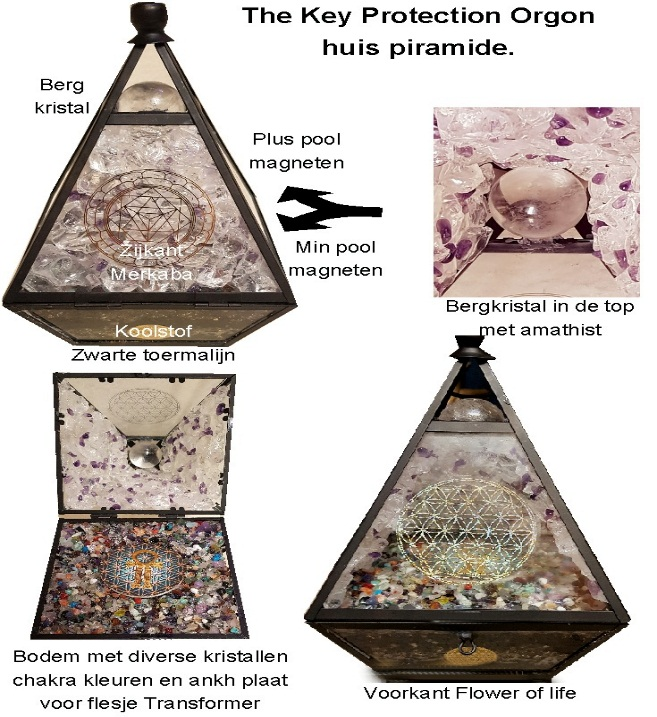 The Key Protection Orgon
huis piramide.
Berg
kristal
Plus pool
magneten
Min pool
magneten
Zijkant
Merkaba
Koolstof
Zwarte toermalijn
Bergkristal in de top
met amathist
Bodem met diverse kristallen
chakra kleuren en ankh plaat
voor flesje Transformer
Voorkant Flower of life